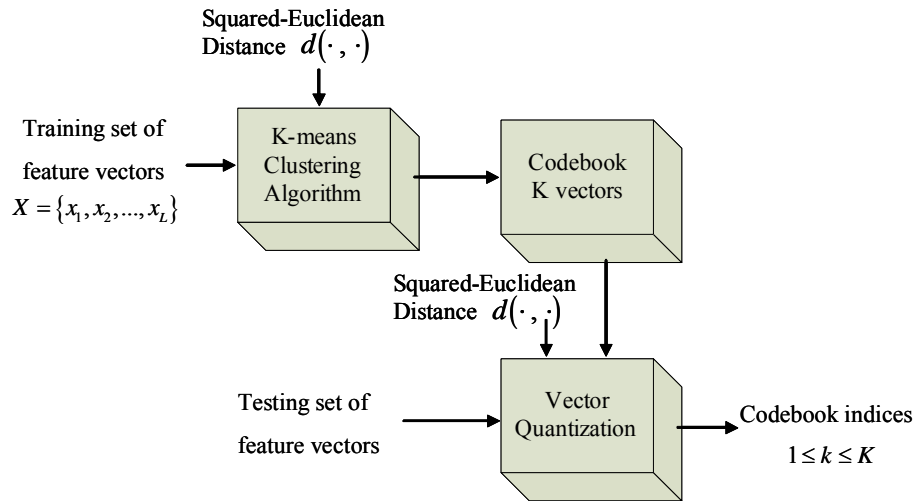 Squared-Euclidean
Distance d(· , ·)
Training set of
feature vectors
X = {x₁, x₂, ..., x_L}
K-means
Clustering
Algorithm
Codebook
K vectors
Squared-Euclidean
Distance d(· , ·)
Testing set of
feature vectors
Vector
Quantization
Codebook indices
1 ≤ k ≤ K